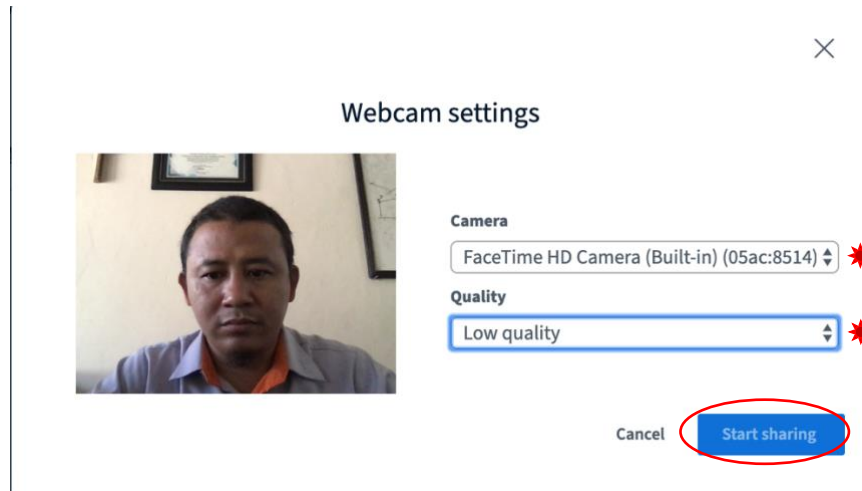 Webcam settings
Camera
FaceTime HD Camera (Built-in) (05ac:8514)
Quality
Low quality
Cancel
Start sharing